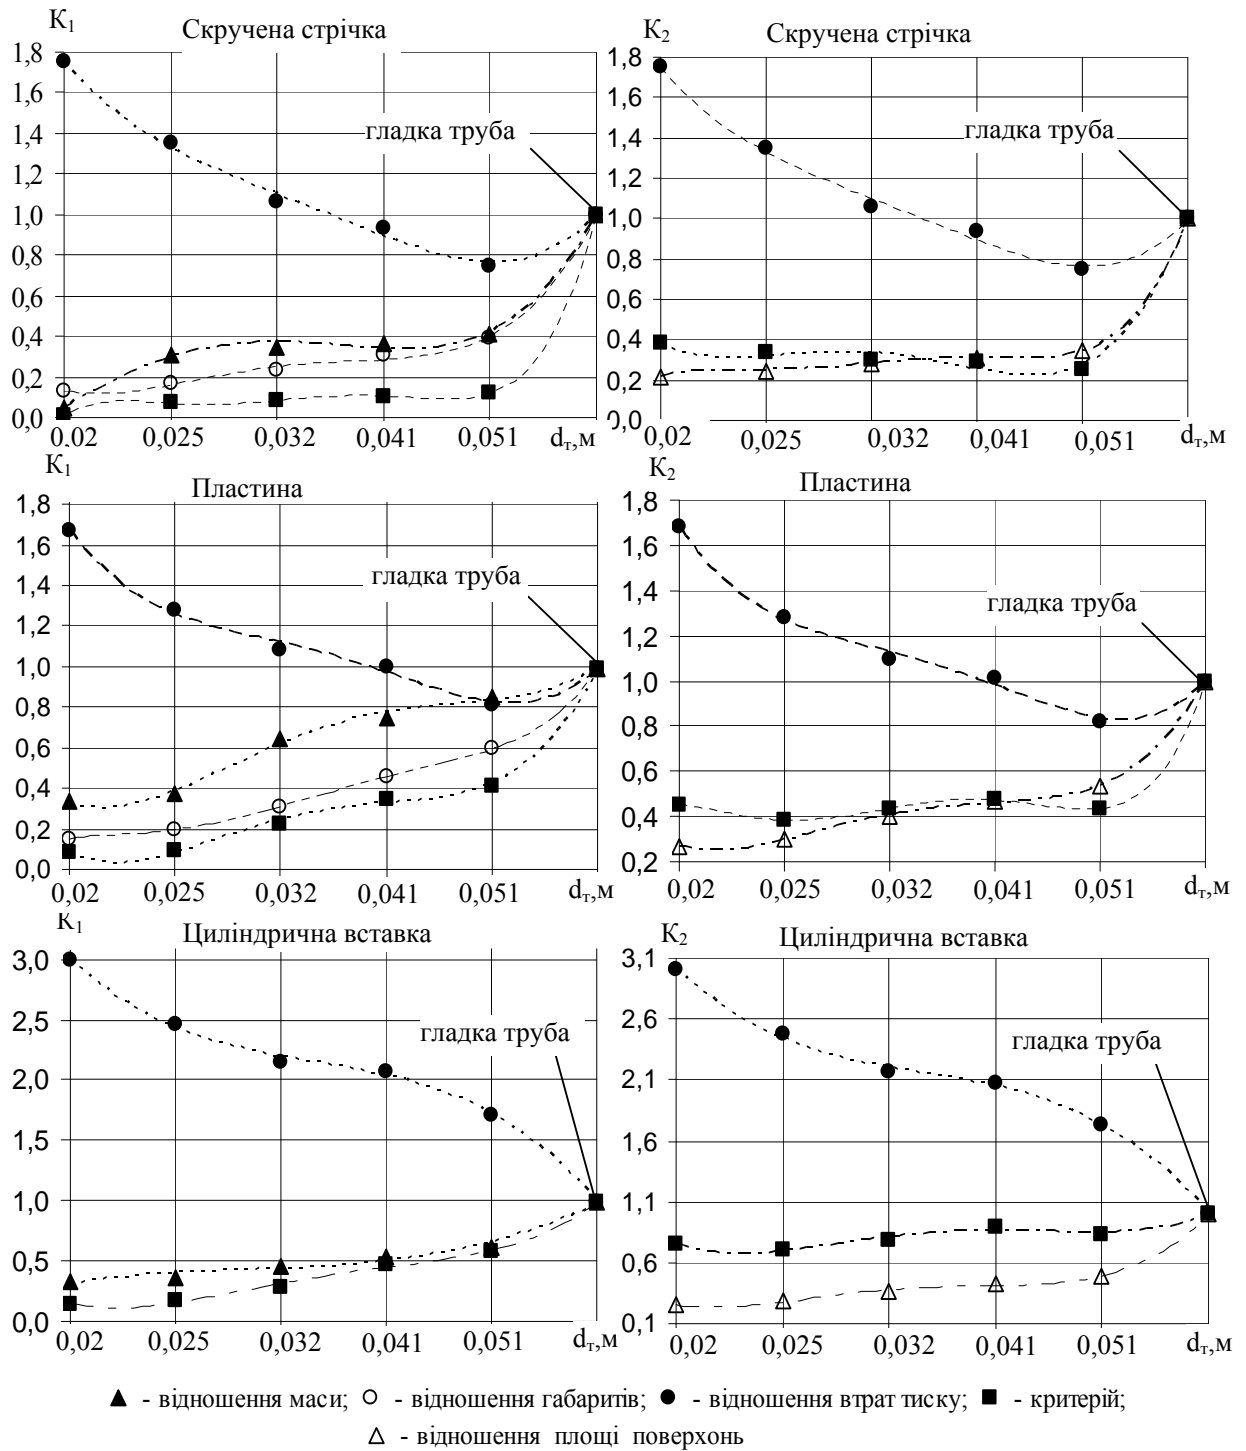 K₁
Скручена стрічка
1,8
1,6
1,4
1,2
1,0
0,8
0,6
0,4
0,2
0,0
гладка труба
0,02 0,025 0,032 0,041 0,051 dт,м
K₂
Скручена стрічка
1,8
1,6
1,4
1,2
1,0
0,8
0,6
0,4
0,2
0,0
гладка труба
0,02 0,025 0,032 0,041 0,051 dт,м
K₁
Пластина
1,8
1,6
1,4
1,2
1,0
0,8
0,6
0,4
0,2
0,0
гладка труба
0,02 0,025 0,032 0,041 0,051 dт,м
K₂
Пластина
1,8
1,6
1,4
1,2
1,0
0,8
0,6
0,4
0,2
гладка труба
0,02 0,025 0,032 0,041 0,051 dт,м
K₁
Циліндрична вставка
3,0
2,5
2,0
1,5
1,0
0,5
0,0
гладка труба
0,02 0,025 0,032 0,041 0,051 dт,м
K₂
Циліндрична вставка
3,1
2,6
2,1
1,6
1,1
0,6
0,1
гладка труба
0,02 0,025 0,032 0,041 0,051 dт,м
▲ - відношення маси; ○ - відношення габаритів; ● - відношення втрат тиску; ■ - критерій;
△ - відношення площі поверхонь